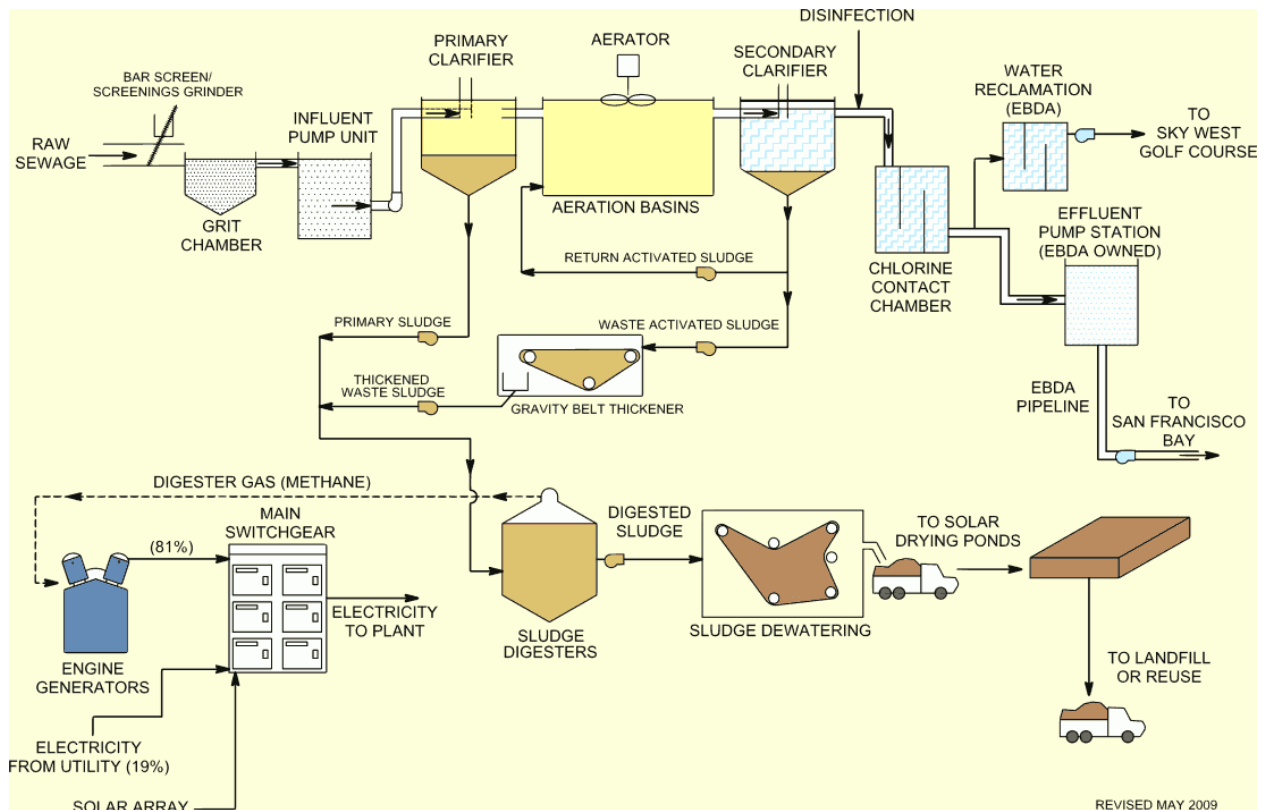 DISINFECTION
PRIMARY
CLARIFIER
AERATOR
SECONDARY
CLARIFIER
BAR SCREEN/
SCREENINGS GRINDER
WATER
RECLAMATION
(EBDA)
INFLUENT
PUMP UNIT
TO
SKY WEST
GOLF COURSE
RAW
SEWAGE
GRIT
CHAMBER
AERATION BASINS
EFFLUENT
PUMP STATION
(EBDA OWNED)
RETURN ACTIVATED SLUDGE
CHLORINE
CONTACT
CHAMBER
PRIMARY SLUDGE
WASTE ACTIVATED SLUDGE
THICKENED
WASTE SLUDGE
GRAVITY BELT THICKENER
EBDA
PIPELINE
TO
SAN FRANCISCO
BAY
DIGESTER GAS (METHANE)
MAIN
SWITCHGEAR
(81%)
DIGESTED
SLUDGE
TO SOLAR
DRYING PONDS
ELECTRICITY
TO PLANT
SLUDGE
DIGESTERS
SLUDGE DEWATERING
ENGINE
GENERATORS
TO LANDFILL
OR REUSE
ELECTRICITY
FROM UTILITY (19%)
SOLAR ARRAY
REVISED MAY 2009